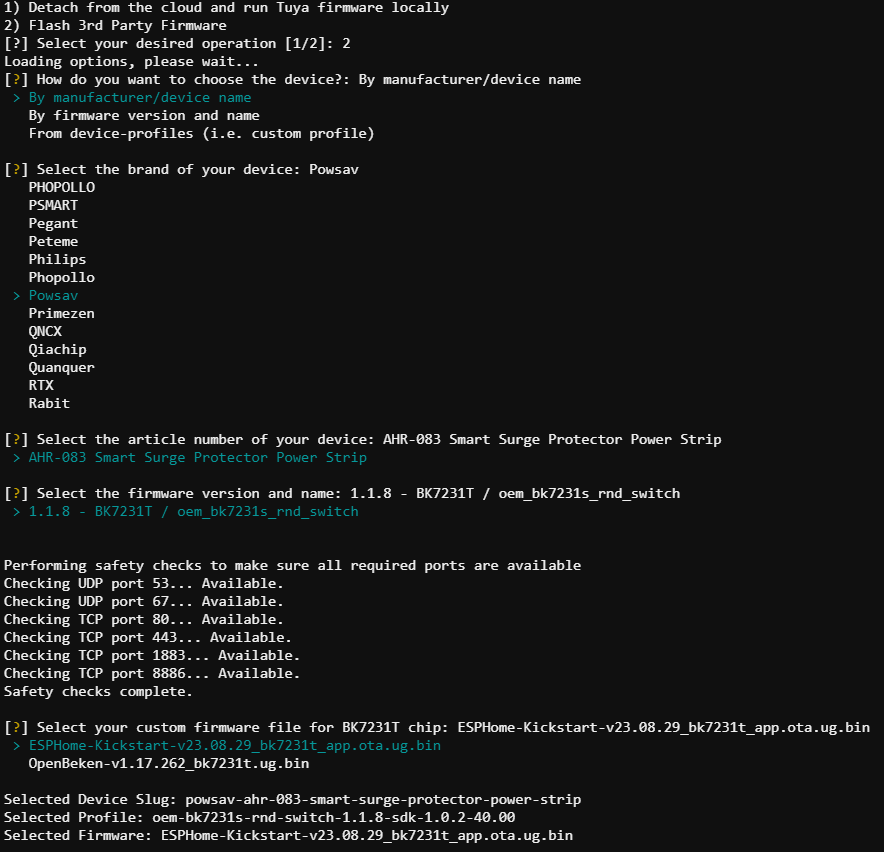 1) Detach from the cloud and run Tuya firmware locally
2) Flash 3rd Party Firmware
[?] Select your desired operation [1/2]: 2
Loading options, please wait...
[?] How do you want to choose the device?: By manufacturer/device name
 > By manufacturer/device name
   By firmware version and name
   From device-profiles (i.e. custom profile)
[?] Select the brand of your device: Powsav
   PHOPOLLO
   PSMART
   Pegant
   Peteme
   Philips
   Phopollo
 > Powsav
   Primezen
   QNCX
   Qiachip
   Quanquer
   RTX
   Rabit
[?] Select the article number of your device: AHR-083 Smart Surge Protector Power Strip
 > AHR-083 Smart Surge Protector Power Strip
[?] Select the firmware version and name: 1.1.8 - BK7231T / oem_bk7231s_rnd_switch
 > 1.1.8 - BK7231T / oem_bk7231s_rnd_switch
Performing safety checks to make sure all required ports are available
Checking UDP port 53... Available.
Checking UDP port 67... Available.
Checking TCP port 80... Available.
Checking TCP port 443... Available.
Checking TCP port 1883... Available.
Checking TCP port 8886... Available.
Safety checks complete.
[?] Select your custom firmware file for BK7231T chip: ESPHome-Kickstart-v23.08.29_bk7231t_app.ota.ug.bin
 > ESPHome-Kickstart-v23.08.29_bk7231t_app.ota.ug.bin
   OpenBeken-v1.17.262_bk7231t.ug.bin
Selected Device Slug: powsav-ahr-083-smart-surge-protector-power-strip
Selected Profile: oem-bk7231s-rnd-switch-1.1.8-sdk-1.0.2-40.00
Selected Firmware: ESPHome-Kickstart-v23.08.29_bk7231t_app.ota.ug.bin